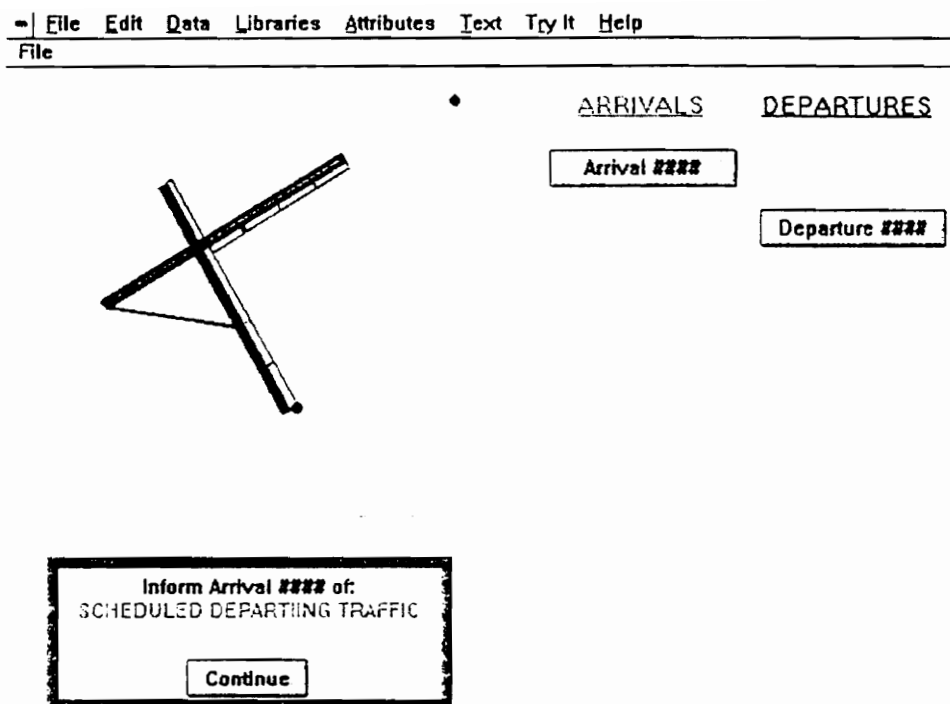 File Edit Data Libraries Attributes Text Try It Help
File
ARRIVALS DEPARTURES
Arrival ####
Departure ####
Inform Arrival #### of:
SCHEDULED DEPARTIING TRAFFIC
Continue